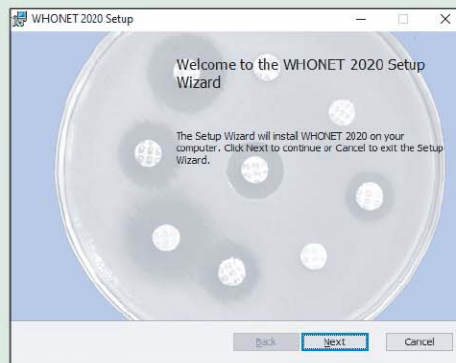 WHONET 2020 Setup
Welcome to the WHONET 2020 Setup
Wizard
The Setup Wizard will install WHONET 2020 on your
computer. Click Next to continue or Cancel to exit the Setup
Wizard.
Back
Next
Cancel